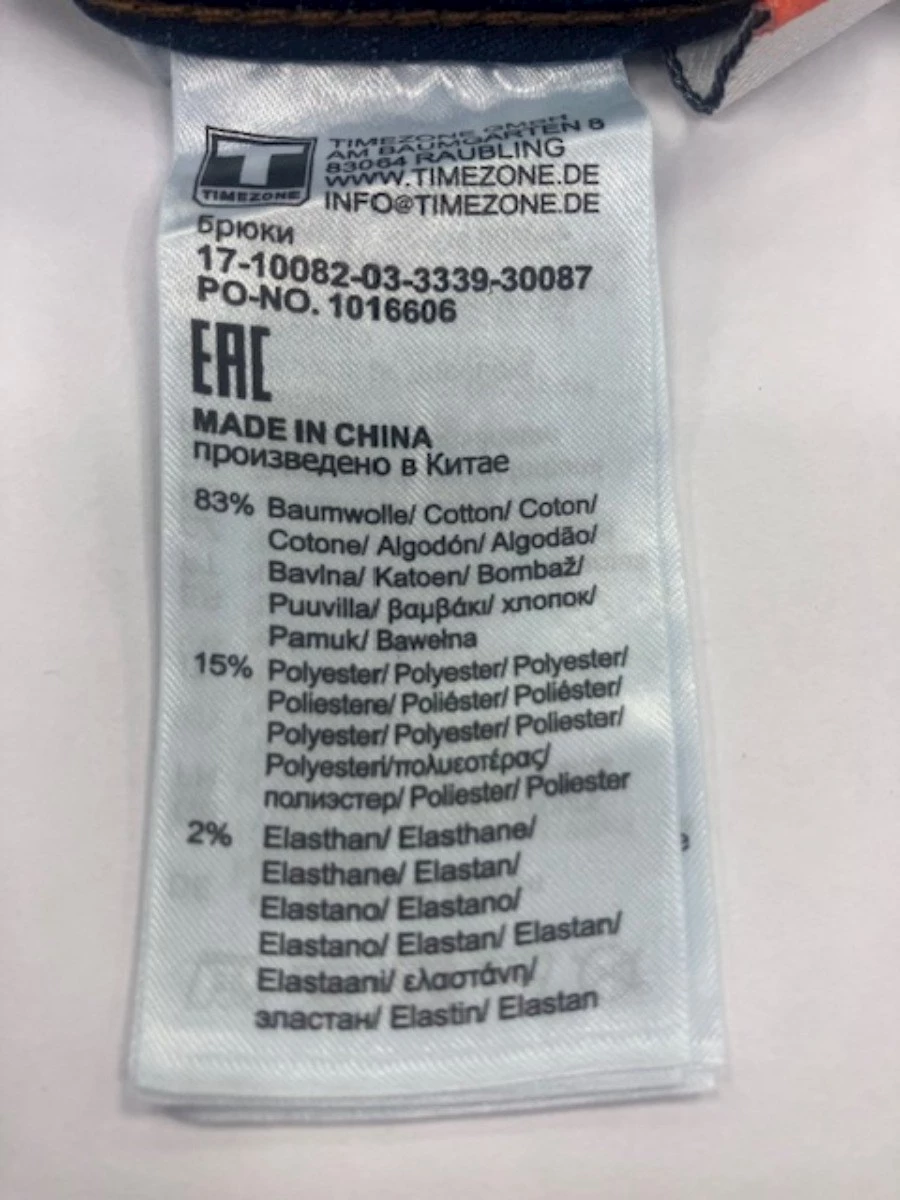 T
TIMEZONE
TIMEZONE GMBH
AM BAUMGARTEN 8
83064 RAUBLING
WWW.TIMEZONE.DE
INFO@TIMEZONE.DE
Брюки
17-10082-03-3339-30087
PO-NO. 1016606
EAC
MADE IN CHINA
произведено в Китае
83% Baumwolle/ Cotton/ Coton/
Cotone/ Algodón/ Algodão/
Bavlna/ Katoen/ Bombaž/
Puuvilla/ βαμβάκι/ хлопок/
Pamuk/ Bawełna
15% Polyester/ Polyester/ Polyester/
Poliestere/ Poliéster/ Poliéster/
Polyester/ Polyester/ Poliester/
Polyesteri/πολυεστέρας/
полиэстер/ Poliester/ Poliester
2% Elasthan/ Elasthane/
Elasthane/ Elastan/
Elastano/ Elastano/
Elastano/ Elastan/ Elastan/
Elastaani/ ελαστάνη/
эластан/ Elastin/ Elastan